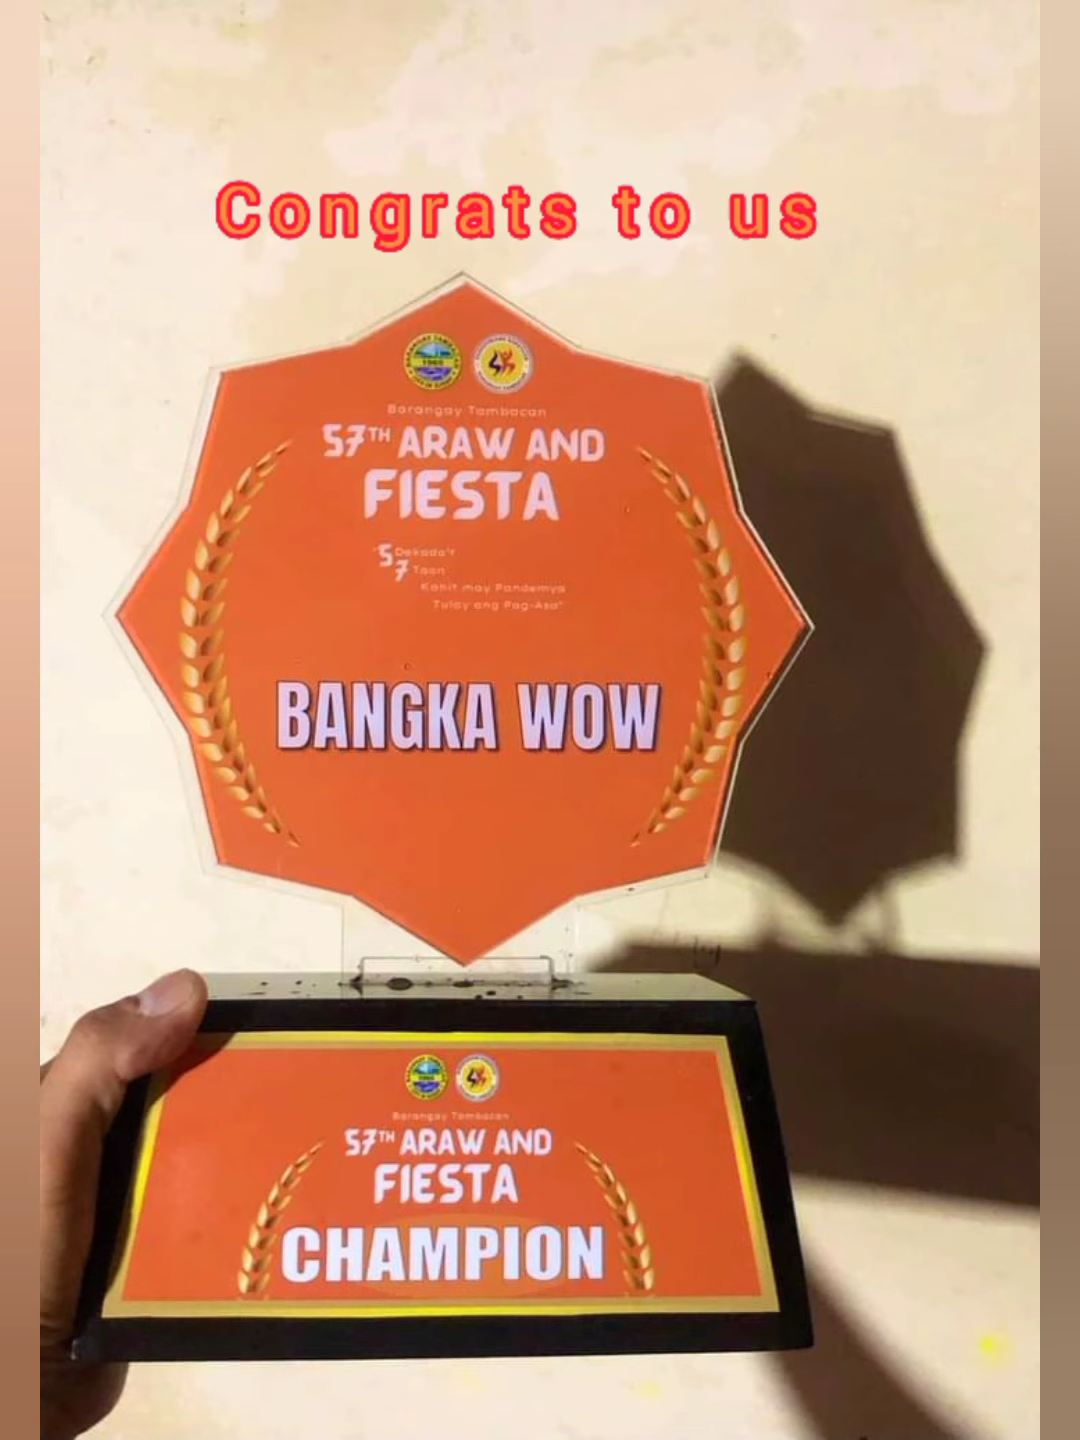 Congrats to us
Barangay Tambacan
57TH ARAW AND
FIESTA
"5 Dekada't
7 Taon
Kahit may Pandemya
Tuloy ang Pag-Asa"
BANGKA WOW
Barangay Tambacan
57TH ARAW AND
FIESTA
CHAMPION